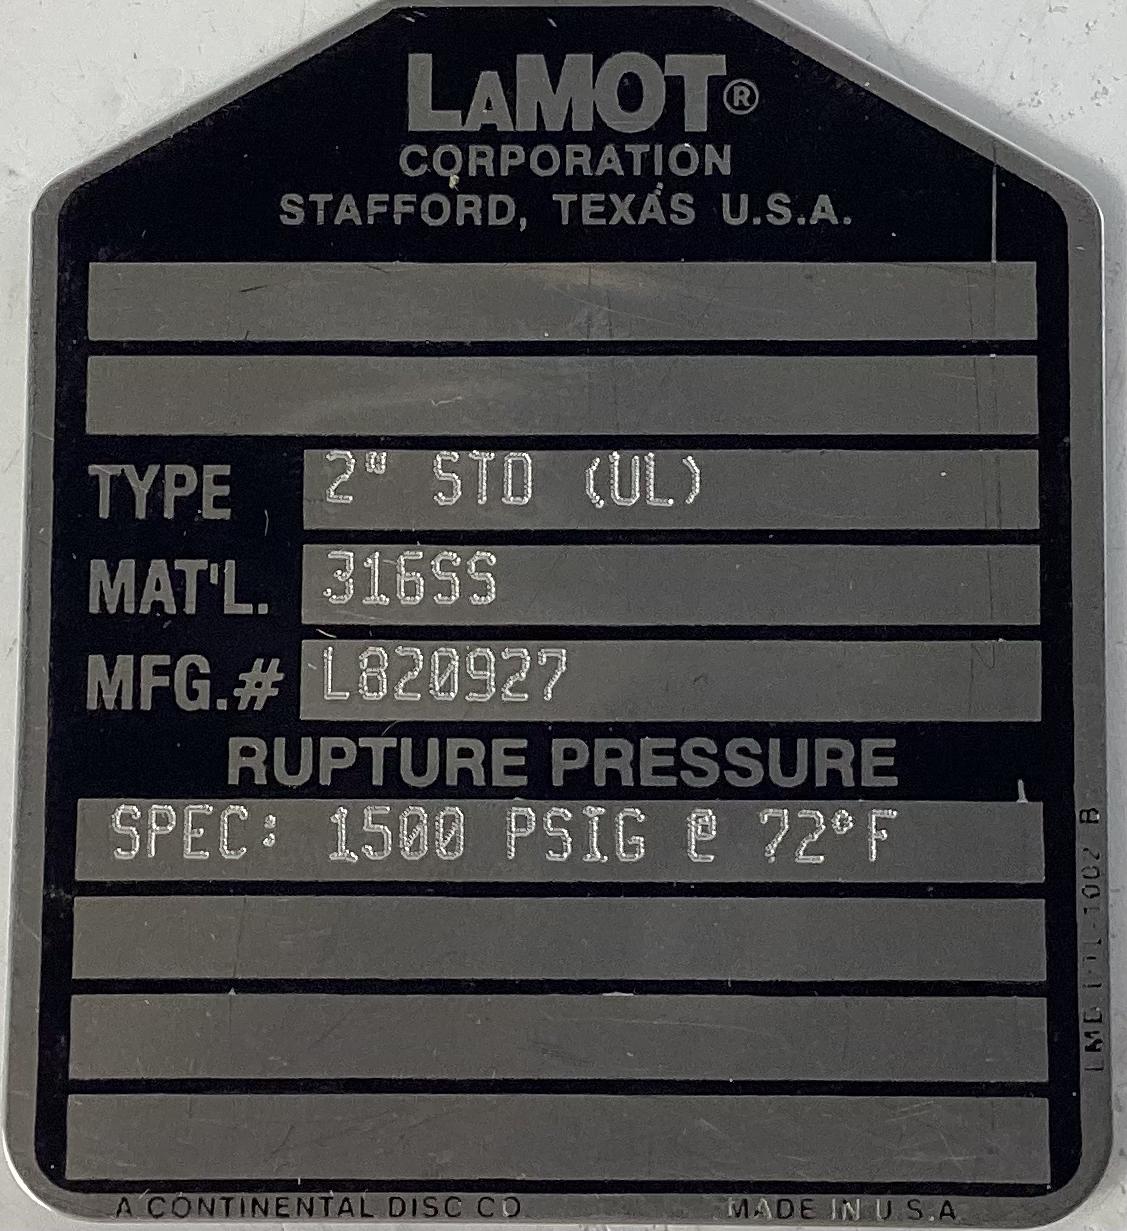 LaMOT®
CORPORATION
STAFFORD, TEXAS U.S.A.
TYPE 2" STD (UL)
MAT'L. 316SS
MFG.# L820927
RUPTURE PRESSURE
SPEC: 1500 PSIG @ 72°F
A CONTINENTAL DISC CO MADE IN U.S.A.
1002 B